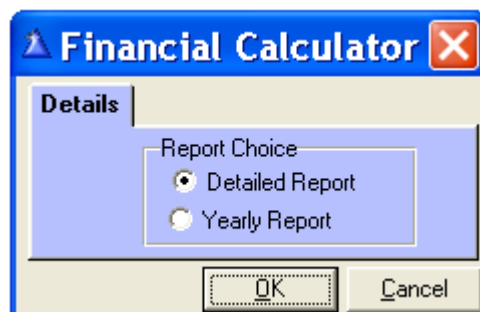 Financial Calculator
Details
Report Choice
Detailed Report
Yearly Report
OK Cancel